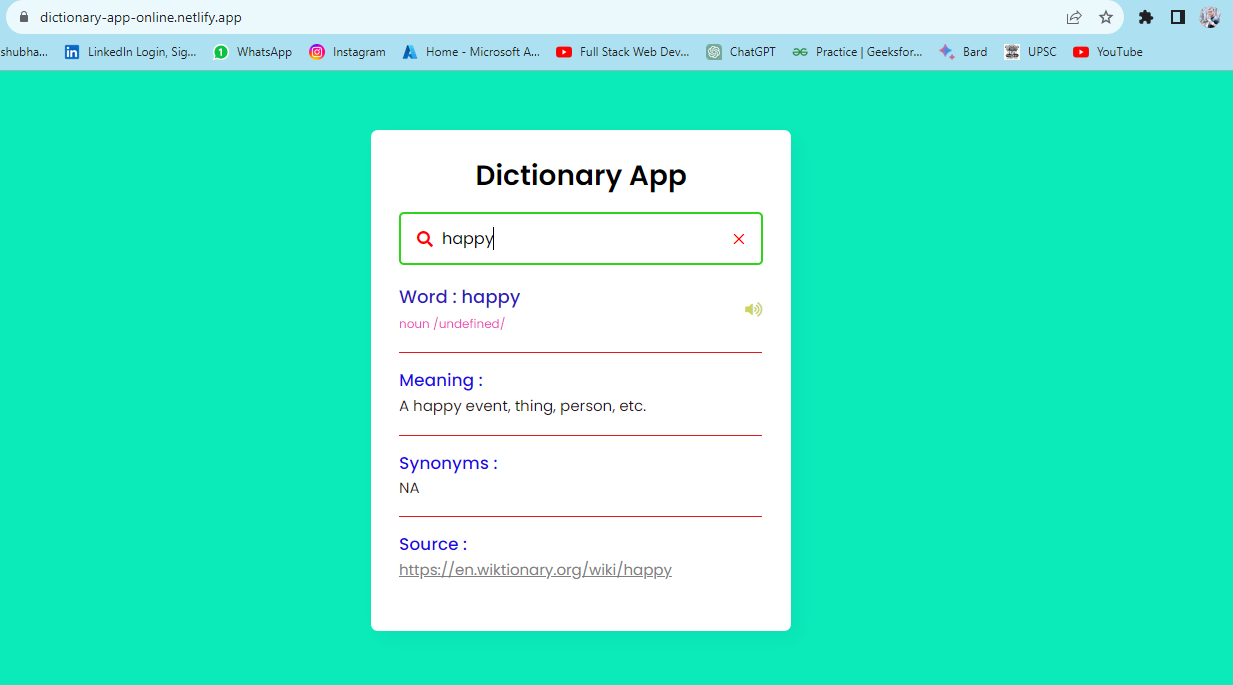 dictionary-app-online.netlify.app
shubha... LinkedIn Login, Sig... 1 WhatsApp Instagram Home - Microsoft A... Full Stack Web Dev... ChatGPT Practice | Geeksfor... Bard UPSC YouTube
Dictionary App
happy
Word : happy
noun /undefined/
Meaning :
A happy event, thing, person, etc.
Synonyms :
NA
Source :
https://en.wiktionary.org/wiki/happy